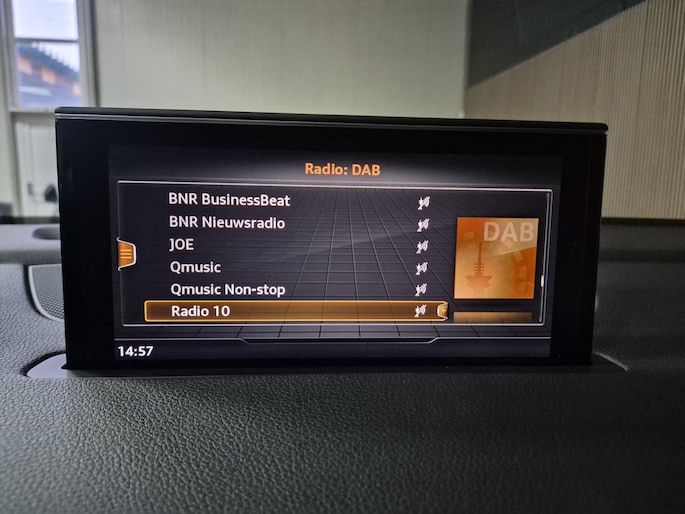 Radio: DAB
BNR BusinessBeat
BNR Nieuwsradio
JOE
Qmusic
Qmusic Non-stop
Radio 10
DAB
14:57